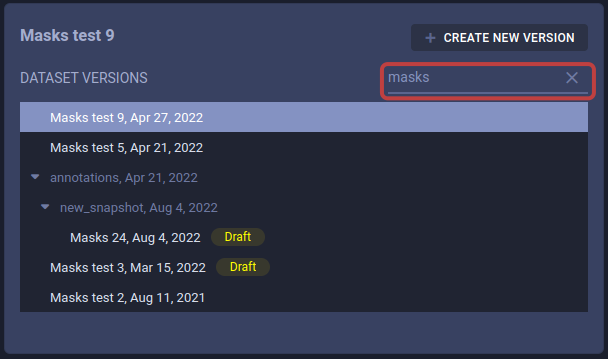 Masks test 9
+ CREATE NEW VERSION
DATASET VERSIONS
masks
Masks test 9, Apr 27, 2022
Masks test 5, Apr 21, 2022
annotations, Apr 21, 2022
new_snapshot, Aug 4, 2022
Masks 24, Aug 4, 2022 Draft
Masks test 3, Mar 15, 2022 Draft
Masks test 2, Aug 11, 2021